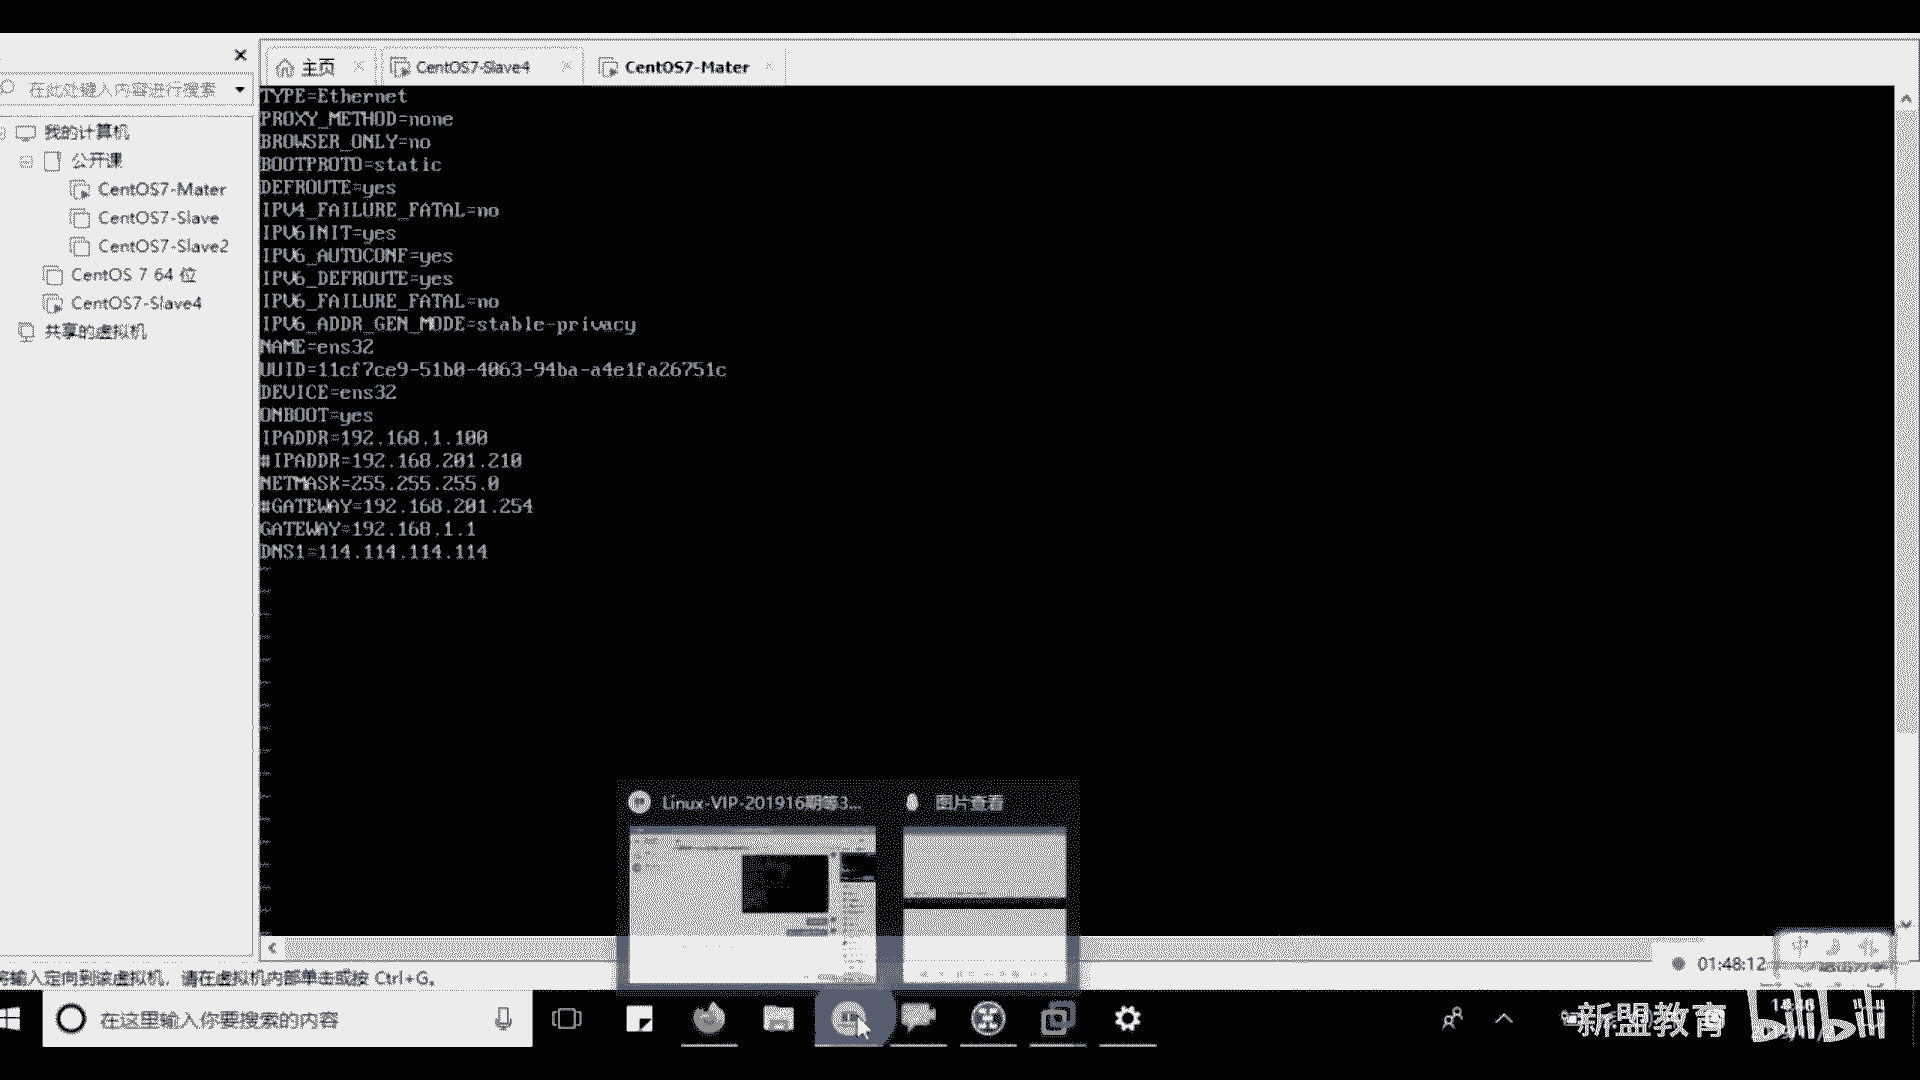 在此处键入内容进行搜索
我的计算机
公开课
CentOS7-Mater
CentOS7-Slave
CentOS7-Slave2
CentOS 7 64 位
CentOS7-Slave4
共享的虚拟机
主页
CentOS7-Slave4
CentOS7-Mater
TYPE=Ethernet
PROXY_METHOD=none
BROWSER_ONLY=no
BOOTPROTO=static
DEFROUTE=yes
IPV4_FAILURE_FATAL=no
IPV6INIT=yes
IPV6_AUTOCONF=yes
IPV6_DEFROUTE=yes
IPV6_FAILURE_FATAL=no
IPV6_ADDR_GEN_MODE=stable-privacy
NAME=ens32
UUID=11cf7ce9-51b0-4063-94ba-a4e1fa26751c
DEVICE=ens32
ONBOOT=yes
IPADDR=192.168.1.100
#IPADDR=192.168.201.210
NETMASK=255.255.255.0
#GATEWAY=192.168.201.254
GATEWAY=192.168.1.1
DNS1=114.114.114.114
Linux-VIP-201916期等3...
图片查看
输入定向到该虚拟机，请在虚拟机内部单击或按 Ctrl+G。
01:48:12
中
在这里输入你要搜索的内容
新盟教育
bilibili